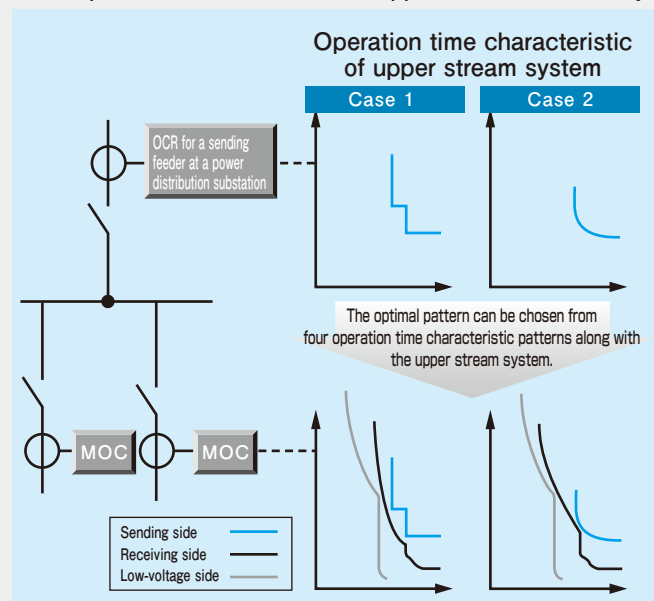 Operation time characteristic
of upper stream system
Case 1
Case 2
OCR for a sending
feeder at a power
distribution substation
The optimal pattern can be chosen from
four operation time characteristic patterns along with
the upper stream system.
MOC
MOC
Sending side
Receiving side
Low-voltage side